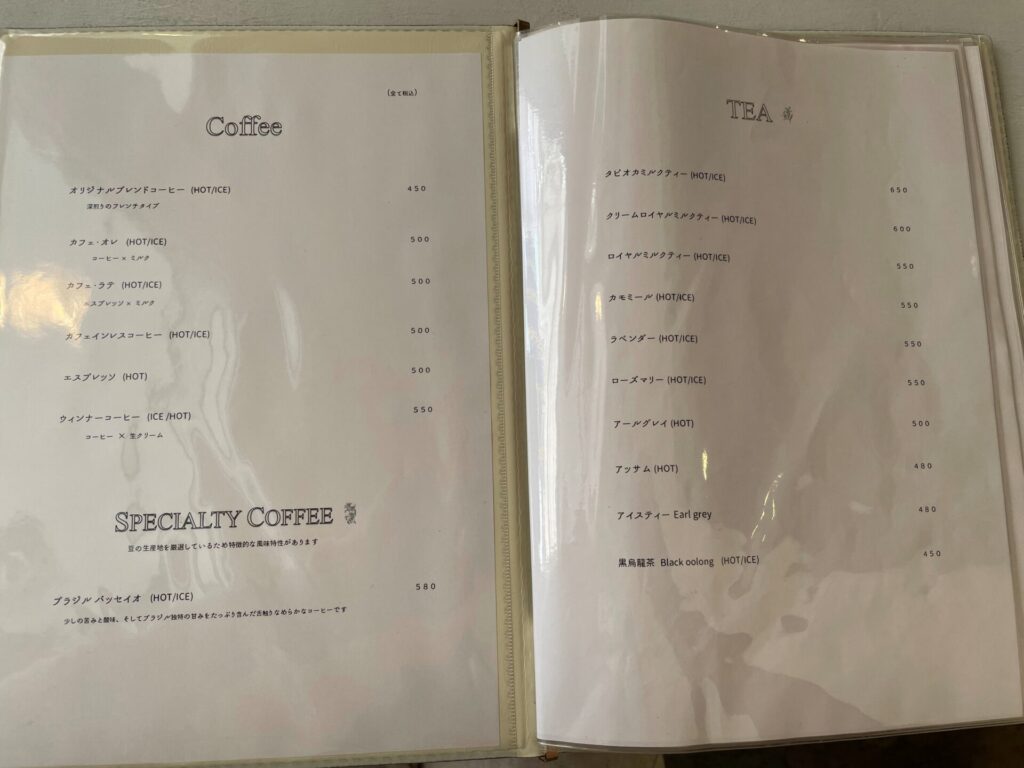 （全て税込）
Coffee
オリジナルブレンドコーヒー (HOT/ICE) 450
深煎りのフレンチタイプ
カフェ・オレ (HOT/ICE) 500
コーヒー × ミルク
カフェ・ラテ (HOT/ICE) 500
エスプレッソ × ミルク
カフェインレスコーヒー (HOT/ICE) 500
エスプレッソ (HOT) 500
ウィンナーコーヒー (ICE /HOT) 550
コーヒー × 生クリーム
SPECIALTY COFFEE
豆の生産地を厳選しているため特徴的な風味特性があります
ブラジル パッセイオ (HOT/ICE) 580
少しの苦みと酸味、そしてブラジル独特の甘みをたっぷり含んだ舌触りなめらかなコーヒーです
TEA
タピオカミルクティー (HOT/ICE) 650
クリームロイヤルミルクティー (HOT/ICE) 600
ロイヤルミルクティー (HOT/ICE) 550
カモミール (HOT/ICE) 550
ラベンダー (HOT/ICE) 550
ローズマリー (HOT/ICE) 550
アールグレイ (HOT) 500
アッサム (HOT) 480
アイスティー Earl grey 480
黒烏龍茶 Black oolong (HOT/ICE) 450